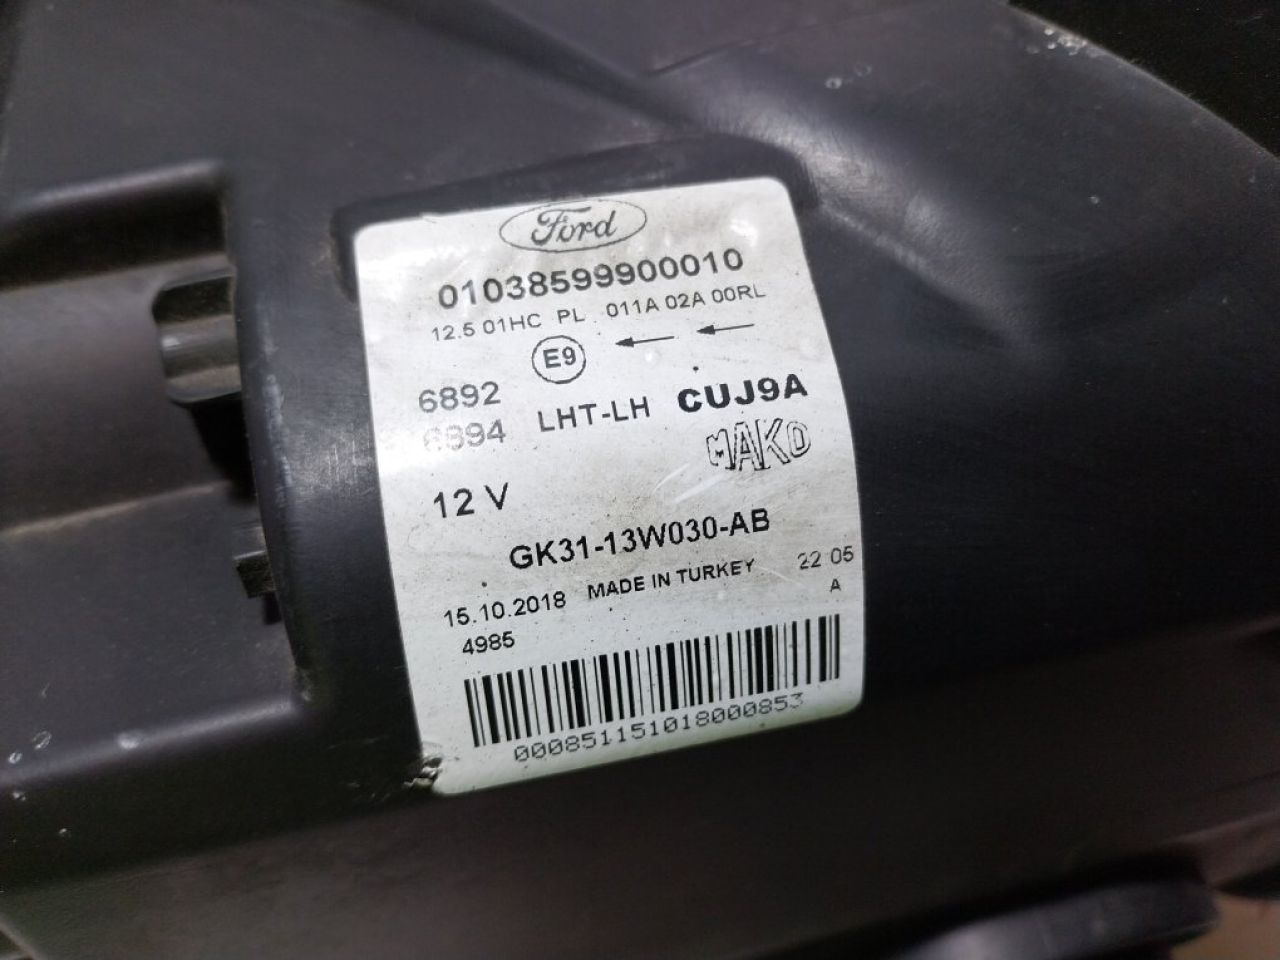 Ford
01038599900010
12.5 01HC PL 011A 02A 00RL
E9
6892
6894 LHT-LH CUJ9A
MAKO
12 V
GK31-13W030-AB
15.10.2018 MADE IN TURKEY 22 05
4985 A
000851151018000853